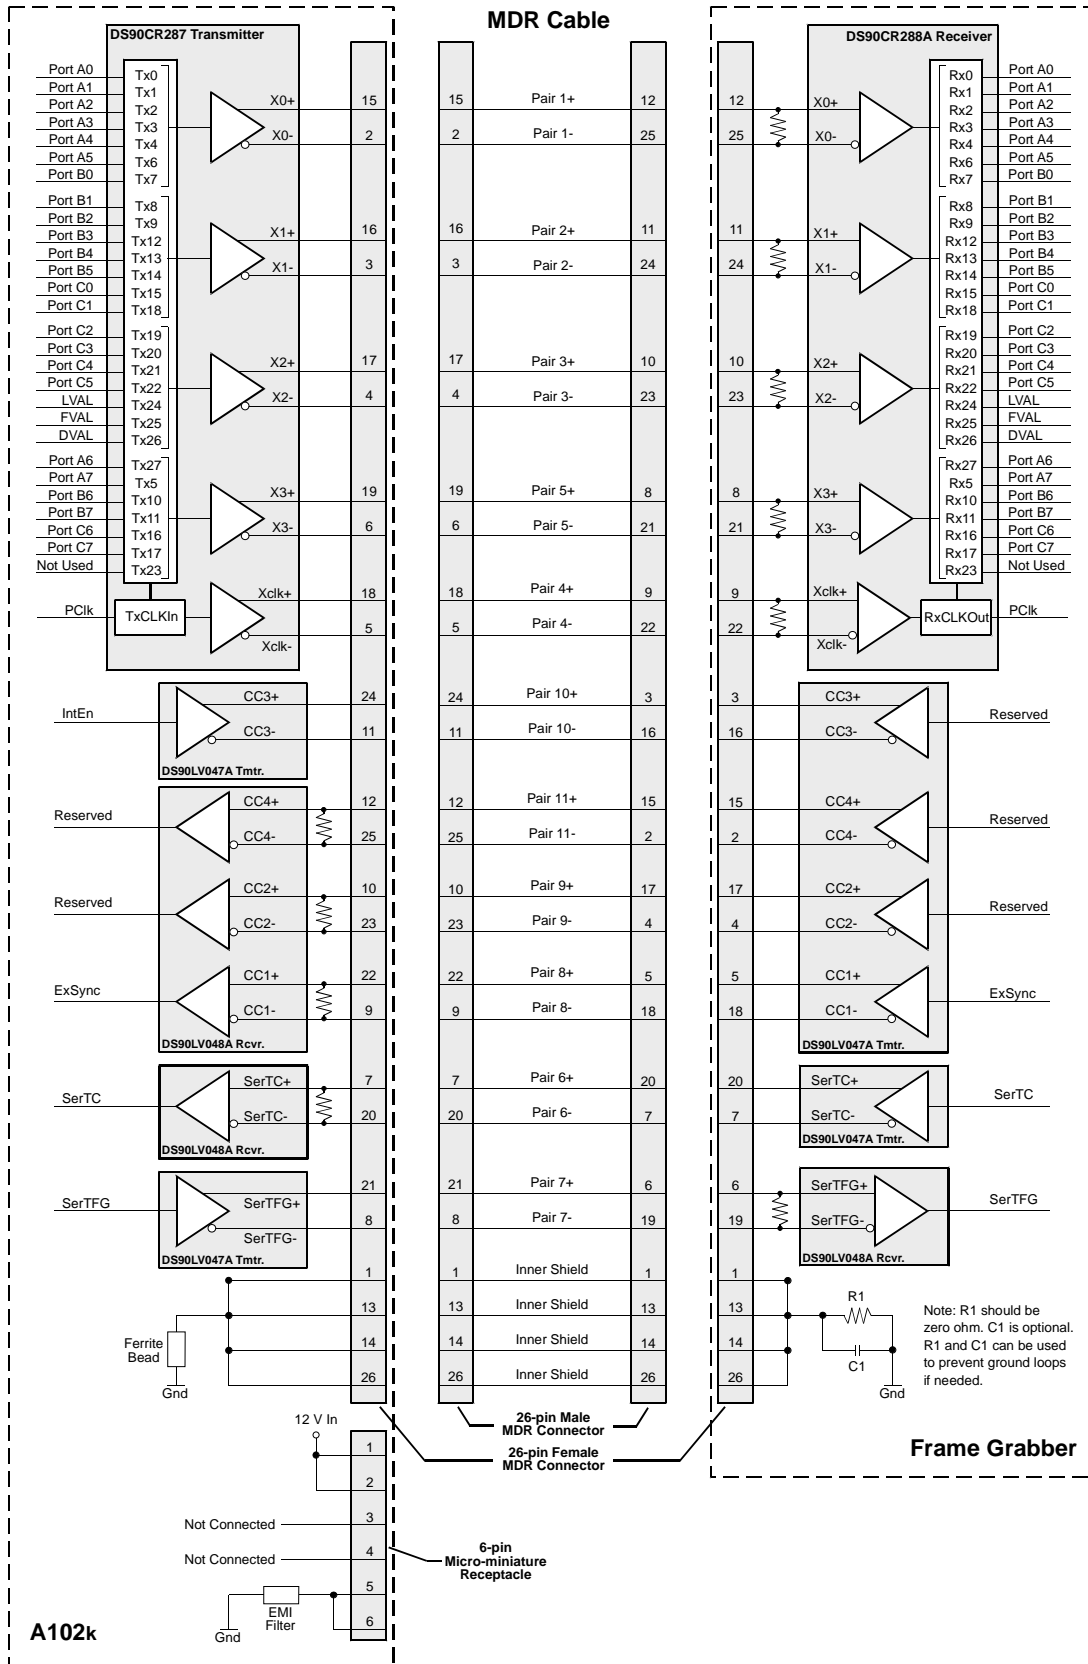 MDR Cable
DS90CR287 Transmitter
Port A0
Port A1
Port A2
Port A3
Port A4
Port A5
Port B0
Tx0
Tx1
Tx2
Tx3
Tx4
Tx6
Tx7
X0+
X0-
15
2
Port B1
Port B2
Port B3
Port B4
Port B5
Port C0
Port C1
Tx8
Tx9
Tx12
Tx13
Tx14
Tx15
Tx18
X1+
X1-
16
3
Port C2
Port C3
Port C4
Port C5
LVAL
FVAL
DVAL
Tx19
Tx20
Tx21
Tx22
Tx24
Tx25
Tx26
X2+
X2-
17
4
Port A6
Port A7
Port B6
Port B7
Port C6
Port C7
Not Used
Tx27
Tx5
Tx10
Tx11
Tx16
Tx17
Tx23
X3+
X3-
19
6
PClk
TxCLKIn
Xclk+
Xclk-
18
5
IntEn
CC3+
CC3-
24
11
DS90LV047A Tmtr.
Reserved
CC4+
CC4-
12
25
Reserved
CC2+
CC2-
10
23
ExSync
CC1+
CC1-
22
9
DS90LV048A Rcvr.
SerTC
SerTC+
SerTC-
7
20
DS90LV048A Rcvr.
SerTFG
SerTFG+
SerTFG-
21
8
DS90LV047A Tmtr.
1
13
14
26
Ferrite
Bead
Gnd
12 V In
1
2
3
4
5
6
Not Connected
Not Connected
EMI
Filter
Gnd
6-pin
Micro-miniature
Receptacle
A102k
15 Pair 1+ 12
2 Pair 1- 25
16 Pair 2+ 11
3 Pair 2- 24
17 Pair 3+ 10
4 Pair 3- 23
19 Pair 5+ 8
6 Pair 5- 21
18 Pair 4+ 9
5 Pair 4- 22
24 Pair 10+ 3
11 Pair 10- 16
12 Pair 11+ 15
25 Pair 11- 2
10 Pair 9+ 17
23 Pair 9- 4
22 Pair 8+ 5
9 Pair 8- 18
7 Pair 6+ 20
20 Pair 6- 7
21 Pair 7+ 6
8 Pair 7- 19
1 Inner Shield 1
13 Inner Shield 13
14 Inner Shield 14
26 Inner Shield 26
26-pin Male
MDR Connector
26-pin Female
MDR Connector
DS90CR288A Receiver
12
25
X0+
X0-
Rx0
Rx1
Rx2
Rx3
Rx4
Rx6
Rx7
Port A0
Port A1
Port A2
Port A3
Port A4
Port A5
Port B0
11
24
X1+
X1-
Rx8
Rx9
Rx12
Rx13
Rx14
Rx15
Rx18
Port B1
Port B2
Port B3
Port B4
Port B5
Port C0
Port C1
10
23
X2+
X2-
Rx19
Rx20
Rx21
Rx22
Rx24
Rx25
Rx26
Port C2
Port C3
Port C4
Port C5
LVAL
FVAL
DVAL
8
21
X3+
X3-
Rx27
Rx5
Rx10
Rx11
Rx16
Rx17
Rx23
Port A6
Port A7
Port B6
Port B7
Port C6
Port C7
Not Used
9
22
Xclk+
Xclk-
RxCLKOut
PClk
3
16
CC3+
CC3-
Reserved
15
2
CC4+
CC4-
Reserved
17
4
CC2+
CC2-
Reserved
5
18
CC1+
CC1-
ExSync
DS90LV047A Tmtr.
20
7
SerTC+
SerTC-
SerTC
DS90LV047A Tmtr.
6
19
SerTFG+
SerTFG-
SerTFG
DS90LV048A Rcvr.
1
13
14
26
R1
C1
Gnd
Note: R1 should be
zero ohm. C1 is optional.
R1 and C1 can be used
to prevent ground loops
if needed.
Frame Grabber